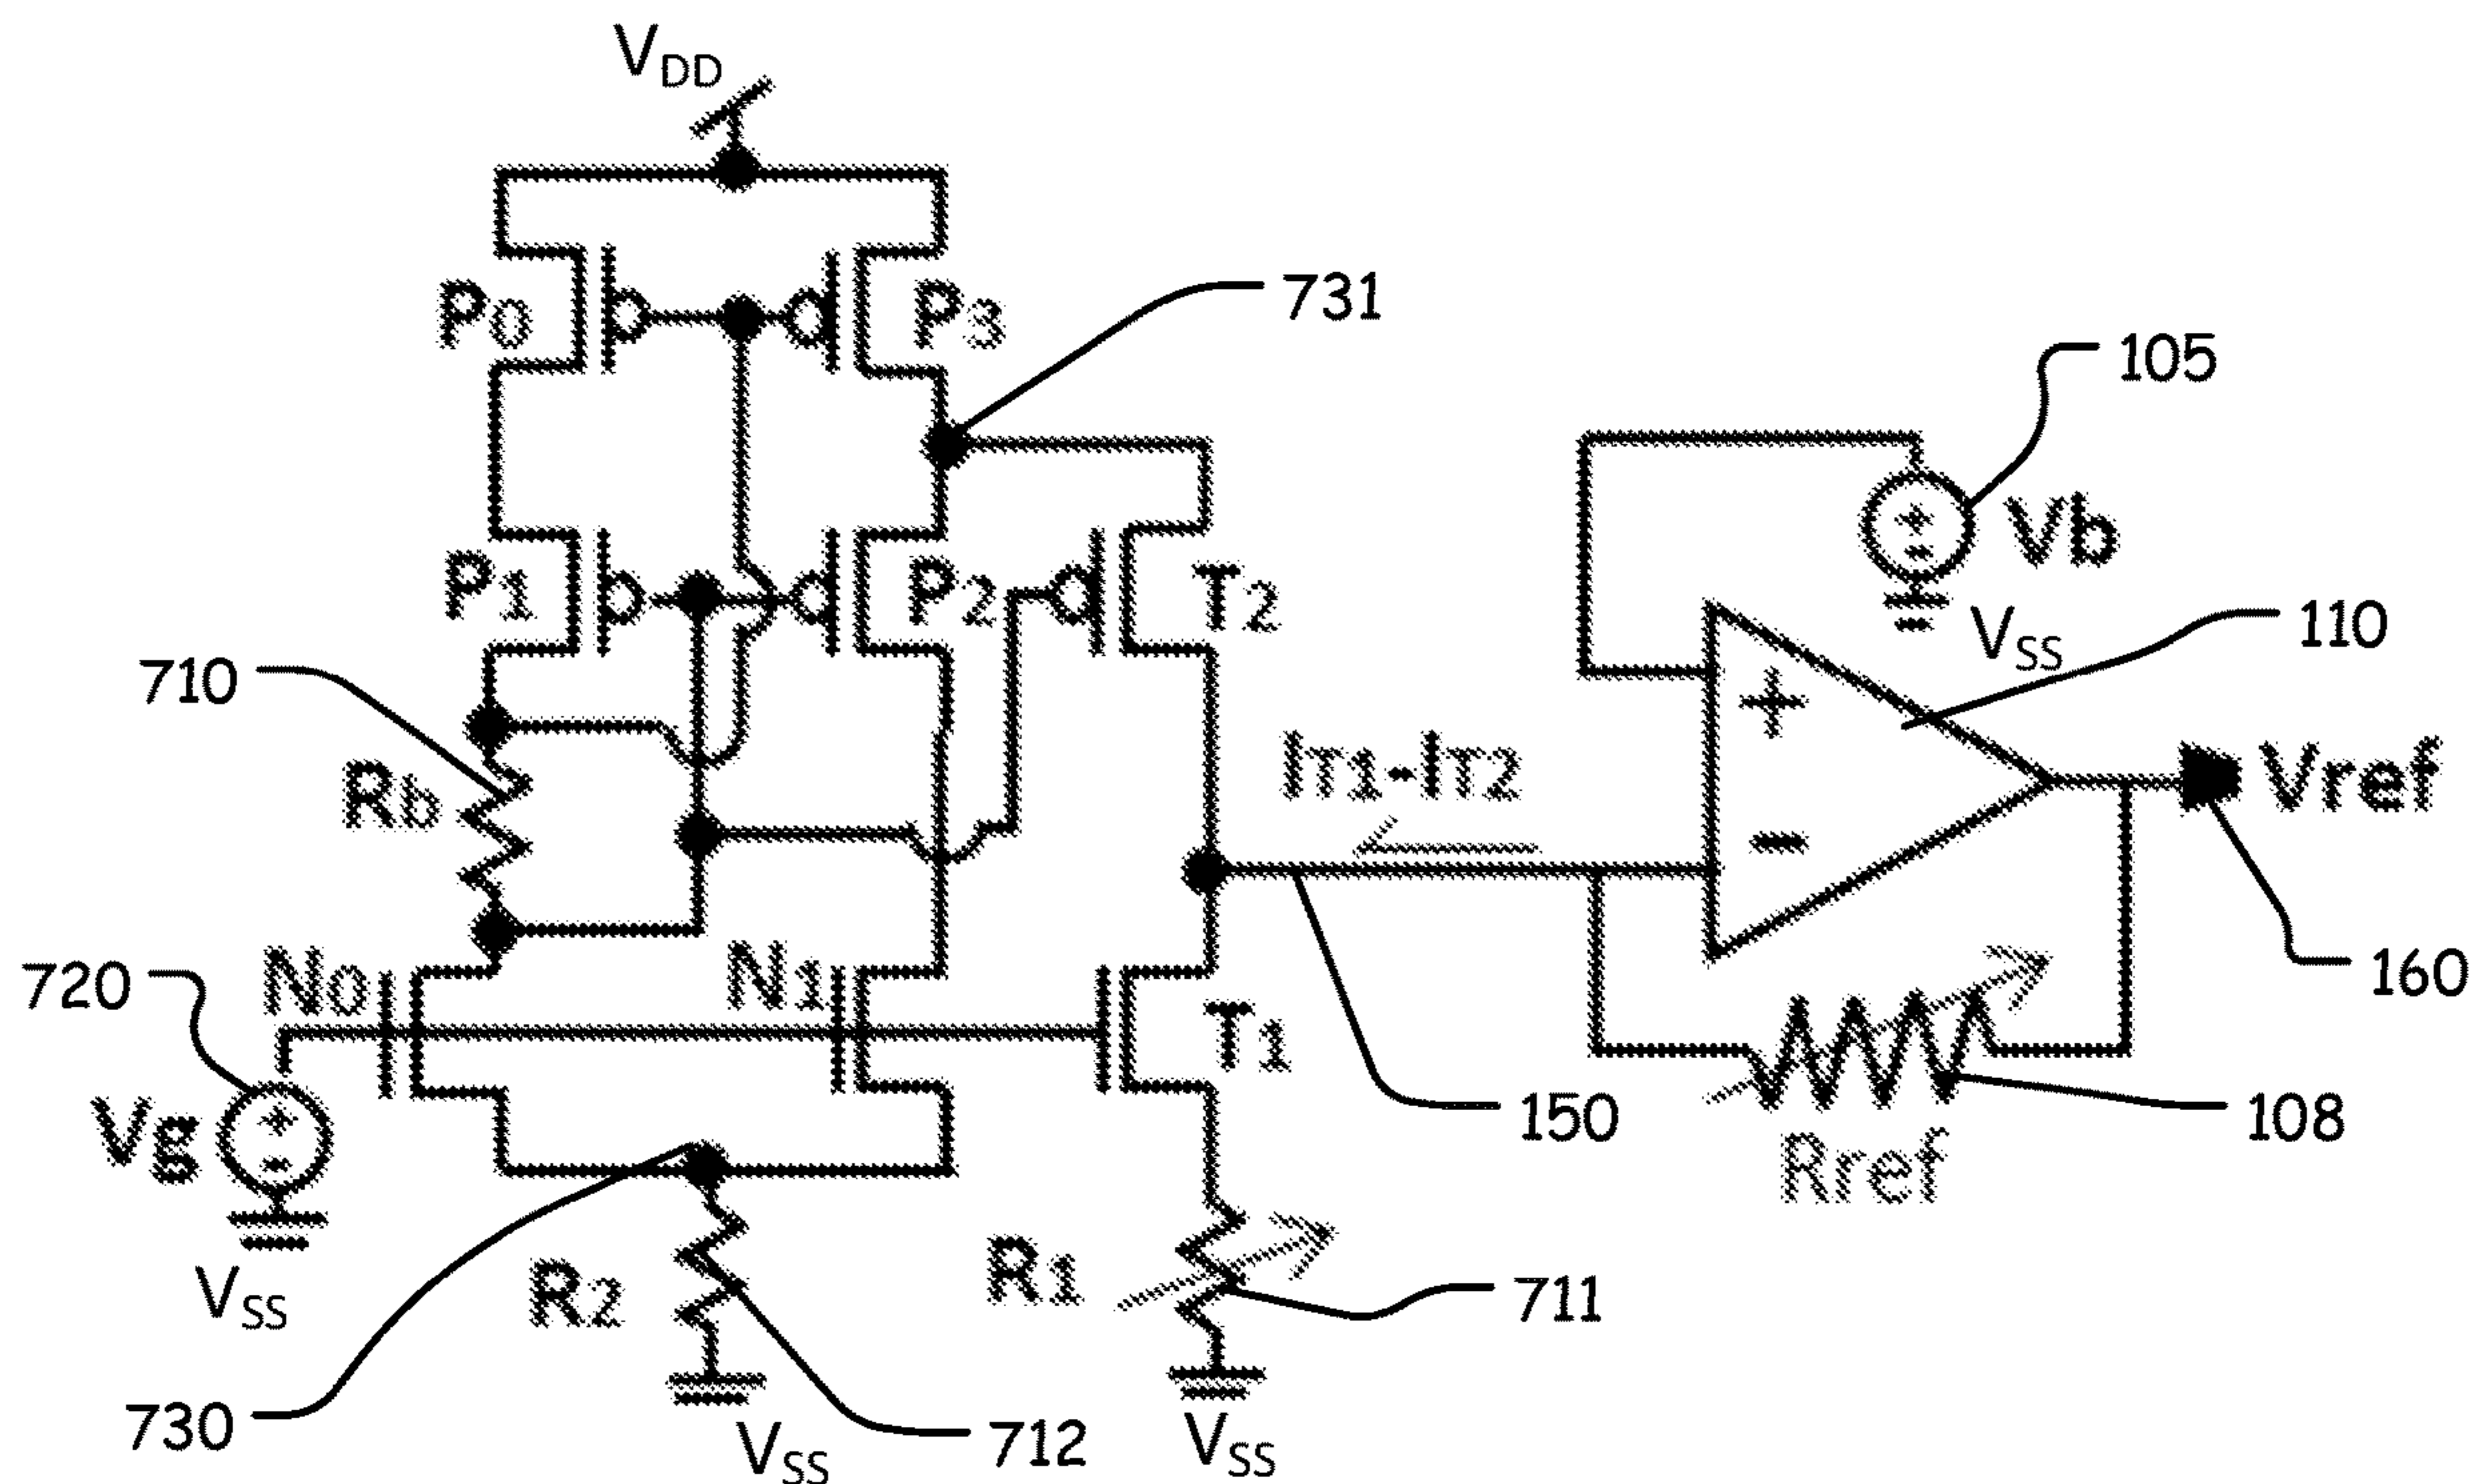 VDD
P0
P3
731
105
Vb
VSS
110
P1
P2
T2
710
Rb
IT1-IT2
+
-
Vref
160
720
N0
N1
T1
Vg
VSS
150
108
Rref
R2
R1
711
730
VSS
712
VSS